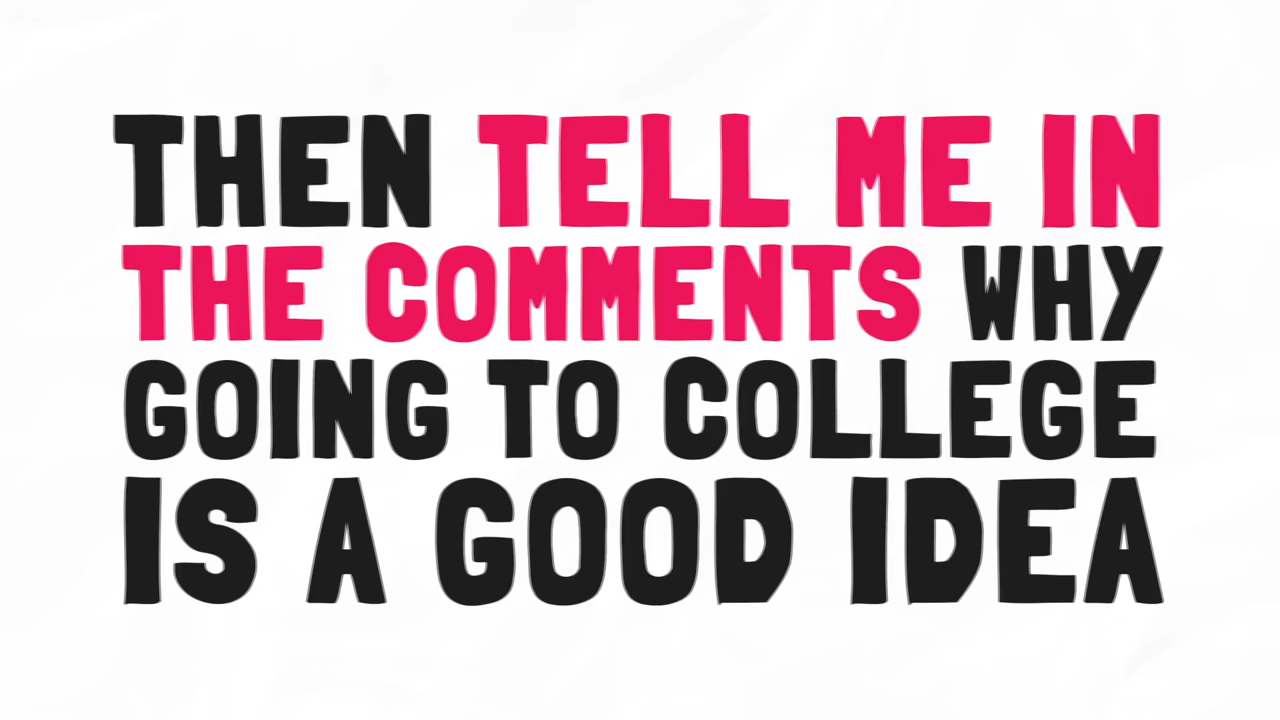 THEN TELL ME IN
THE COMMENTS WHY
GOING TO COLLEGE
IS A GOOD IDEA